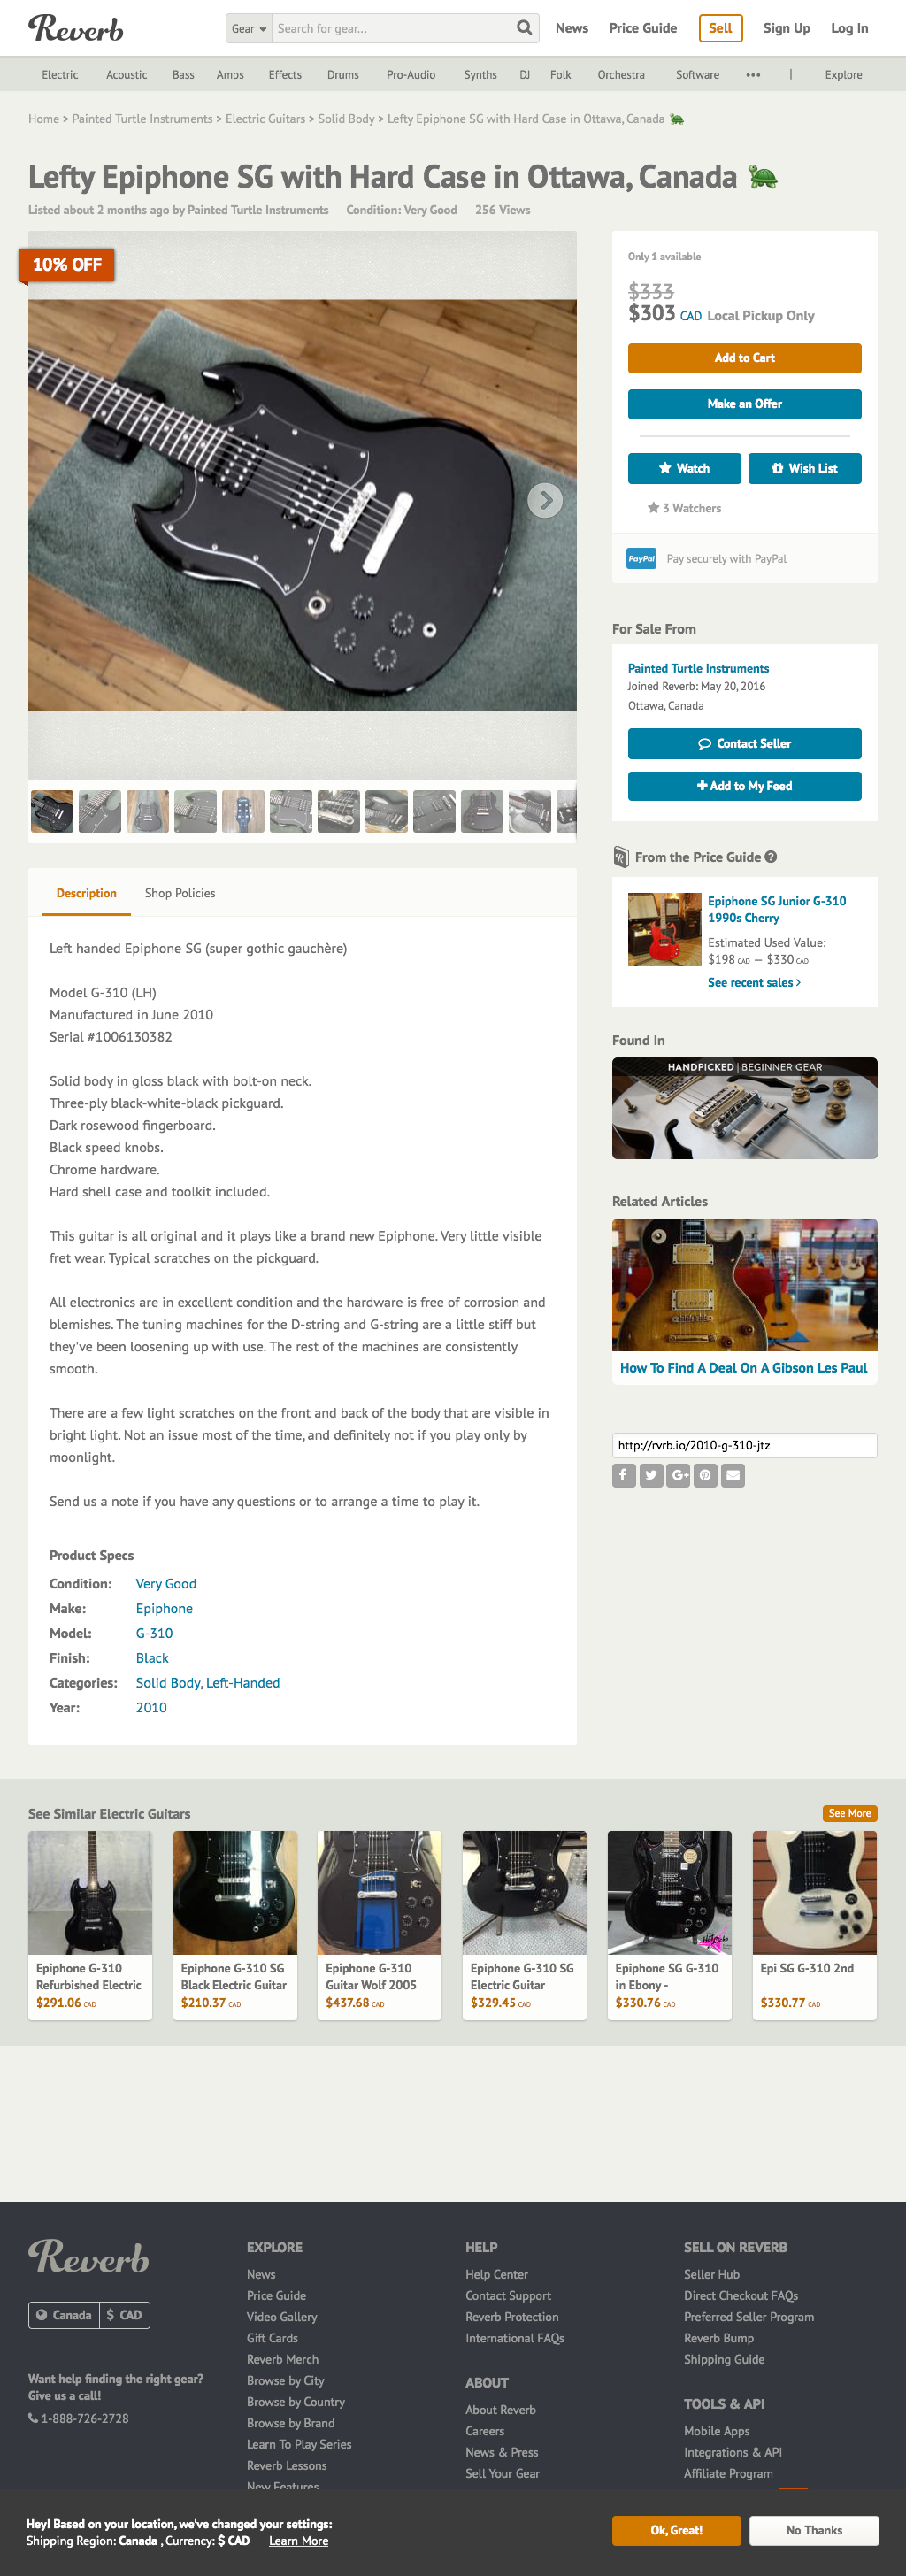 Reverb
Gear
Search for gear...
News
Price Guide
Sell
Sign Up
Log In
Electric
Acoustic
Bass
Amps
Effects
Drums
Pro-Audio
Synths
DJ
Folk
Orchestra
Software
•••
|
Explore
Home > Painted Turtle Instruments > Electric Guitars > Solid Body > Lefty Epiphone SG with Hard Case in Ottawa, Canada 🐢
Lefty Epiphone SG with Hard Case in Ottawa, Canada 🐢
Listed about 2 months ago by Painted Turtle Instruments
Condition: Very Good
256 Views
10% OFF
Only 1 available
$333
$303 CAD Local Pickup Only
Add to Cart
Make an Offer
Watch
Wish List
3 Watchers
PayPal
Pay securely with PayPal
For Sale From
Painted Turtle Instruments
Joined Reverb: May 20, 2016
Ottawa, Canada
Contact Seller
Add to My Feed
From the Price Guide
Epiphone SG Junior G-310
1990s Cherry
Estimated Used Value:
$198 CAD — $330 CAD
See recent sales
Found In
HANDPICKED | BEGINNER GEAR
Related Articles
How To Find A Deal On A Gibson Les Paul
http://rvrb.io/2010-g-310-jtz
Description
Shop Policies
Left handed Epiphone SG (super gothic gauchère)
Model G-310 (LH)
Manufactured in June 2010
Serial #1006130382
Solid body in gloss black with bolt-on neck.
Three-ply black-white-black pickguard.
Dark rosewood fingerboard.
Black speed knobs.
Chrome hardware.
Hard shell case and toolkit included.
This guitar is all original and it plays like a brand new Epiphone. Very little visible
fret wear. Typical scratches on the pickguard.
All electronics are in excellent condition and the hardware is free of corrosion and
blemishes. The tuning machines for the D-string and G-string are a little stiff but
they've been loosening up with use. The rest of the machines are consistently
smooth.
There are a few light scratches on the front and back of the body that are visible in
bright light. Not an issue most of the time, and definitely not if you play only by
moonlight.
Send us a note if you have any questions or to arrange a time to play it.
Product Specs
Condition: Very Good
Make: Epiphone
Model: G-310
Finish: Black
Categories: Solid Body, Left-Handed
Year: 2010
See Similar Electric Guitars
See More
Epiphone G-310
Refurbished Electric
$291.06 CAD
Epiphone G-310 SG
Black Electric Guitar
$210.37 CAD
Epiphone G-310
Guitar Wolf 2005
$437.68 CAD
Epiphone G-310 SG
Electric Guitar
$329.45 CAD
Epiphone SG G-310
in Ebony -
$330.76 CAD
Epi SG G-310 2nd
$330.77 CAD
Reverb
Canada
$ CAD
Want help finding the right gear?
Give us a call!
1-888-726-2728
EXPLORE
News
Price Guide
Video Gallery
Gift Cards
Reverb Merch
Browse by City
Browse by Country
Browse by Brand
Learn To Play Series
Reverb Lessons
New Features
HELP
Help Center
Contact Support
Reverb Protection
International FAQs
ABOUT
About Reverb
Careers
News & Press
Sell Your Gear
SELL ON REVERB
Seller Hub
Direct Checkout FAQs
Preferred Seller Program
Reverb Bump
Shipping Guide
TOOLS & API
Mobile Apps
Integrations & API
Affiliate Program
Hey! Based on your location, we've changed your settings:
Shipping Region: Canada , Currency: $ CAD
Learn More
Ok, Great!
No Thanks